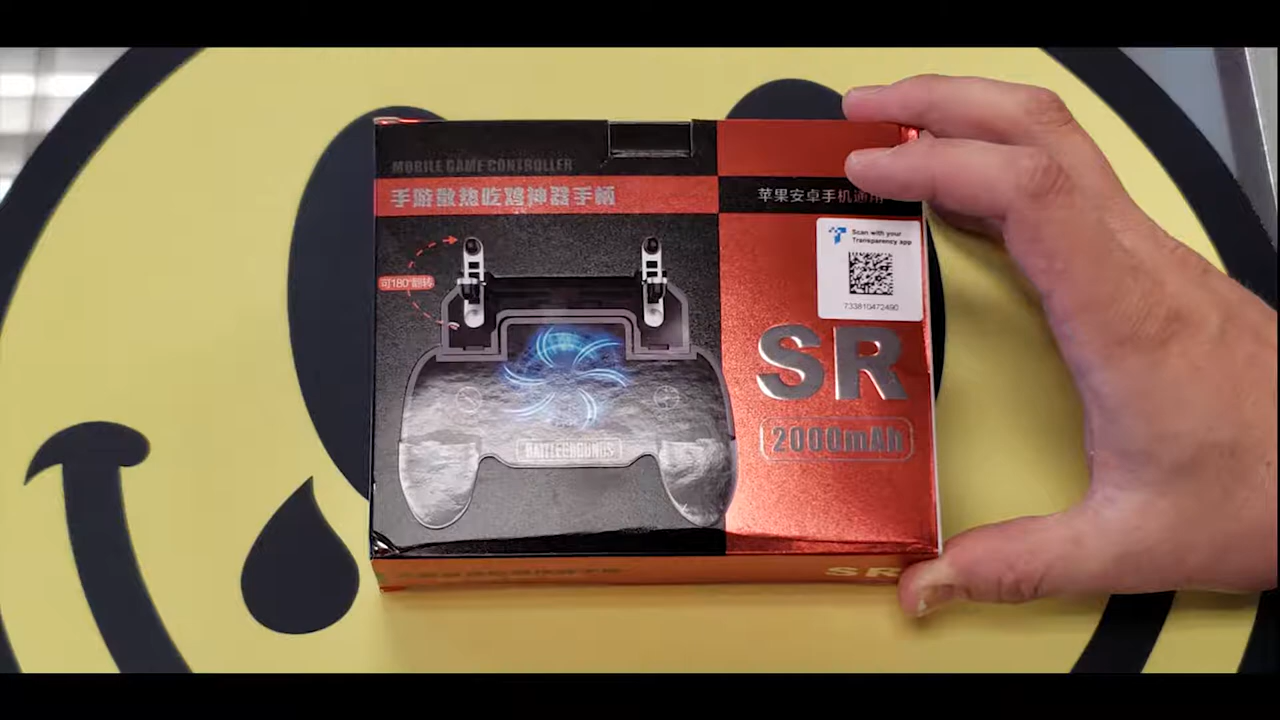 MOBILE GAME CONTROLLER
手游散热吃鸡神器手柄
苹果安卓手机通用
Scan with your
Transparency app
733810472490
可180°翻转
SR
2000mAh
BATTLEGROUNDS
SR